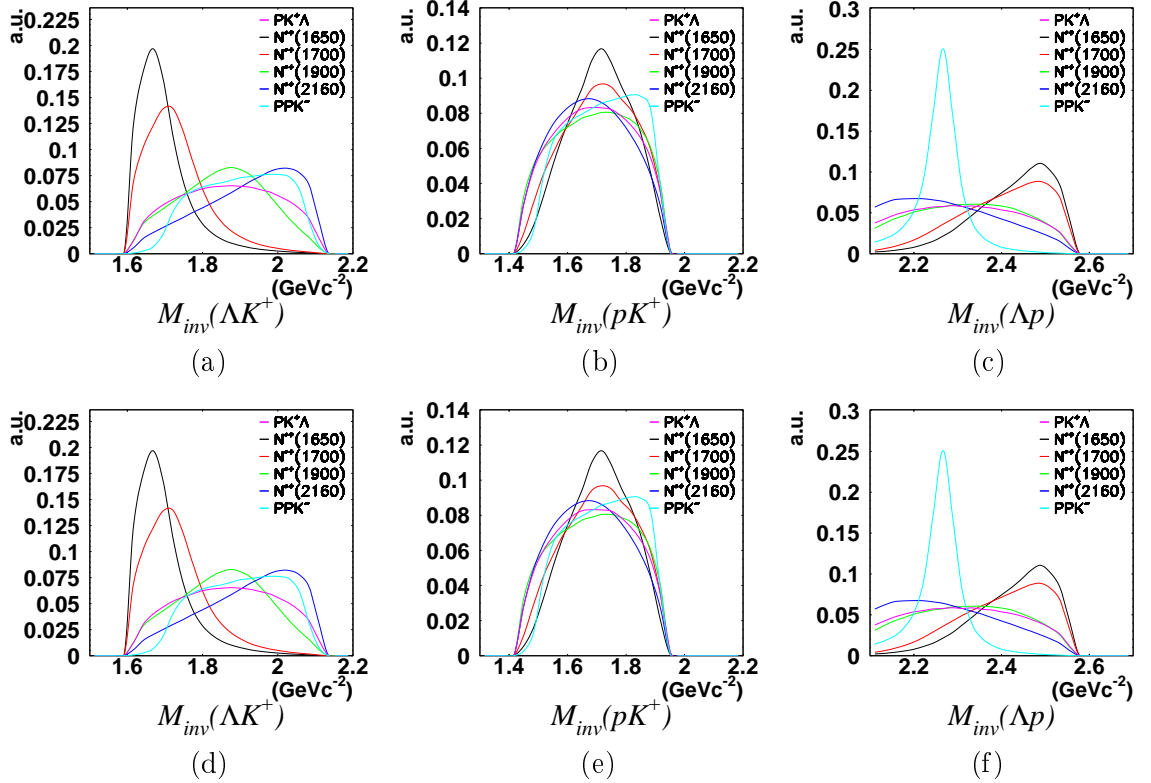 a.u.
0.225
0.2
0.175
0.15
0.125
0.1
0.075
0.05
0.025
0
PK⁺Λ
N*⁺(1650)
N*⁺(1700)
N*⁺(1900)
N*⁺(2160)
PPK⁻
1.6 1.8 2 2.2
(GeVc⁻²)
M_inv(ΛK⁺)
(a)
a.u.
0.14
0.12
0.1
0.08
0.06
0.04
0.02
0
PK⁺Λ
N*⁺(1650)
N*⁺(1700)
N*⁺(1900)
N*⁺(2160)
PPK⁻
1.4 1.6 1.8 2
(GeVc⁻²)
M_inv(pK⁺)
(b)
a.u.
0.3
0.25
0.2
0.15
0.1
0.05
0
PK⁺Λ
N*⁺(1650)
N*⁺(1700)
N*⁺(1900)
N*⁺(2160)
PPK⁻
2.2 2.4 2.6
(GeVc⁻²)
M_inv(Λp)
(c)
a.u.
0.225
0.2
0.175
0.15
0.125
0.1
0.075
0.05
0.025
0
PK⁺Λ
N*⁺(1650)
N*⁺(1700)
N*⁺(1900)
N*⁺(2160)
PPK⁻
1.6 1.8 2 2.2
(GeVc⁻²)
M_inv(ΛK⁺)
(d)
a.u.
0.14
0.12
0.1
0.08
0.06
0.04
0.02
0
PK⁺Λ
N*⁺(1650)
N*⁺(1700)
N*⁺(1900)
N*⁺(2160)
PPK⁻
1.4 1.6 1.8 2
(GeVc⁻²)
M_inv(pK⁺)
(e)
a.u.
0.3
0.25
0.2
0.15
0.1
0.05
0
PK⁺Λ
N*⁺(1650)
N*⁺(1700)
N*⁺(1900)
N*⁺(2160)
PPK⁻
2.2 2.4 2.6
(GeVc⁻²)
M_inv(Λp)
(f)